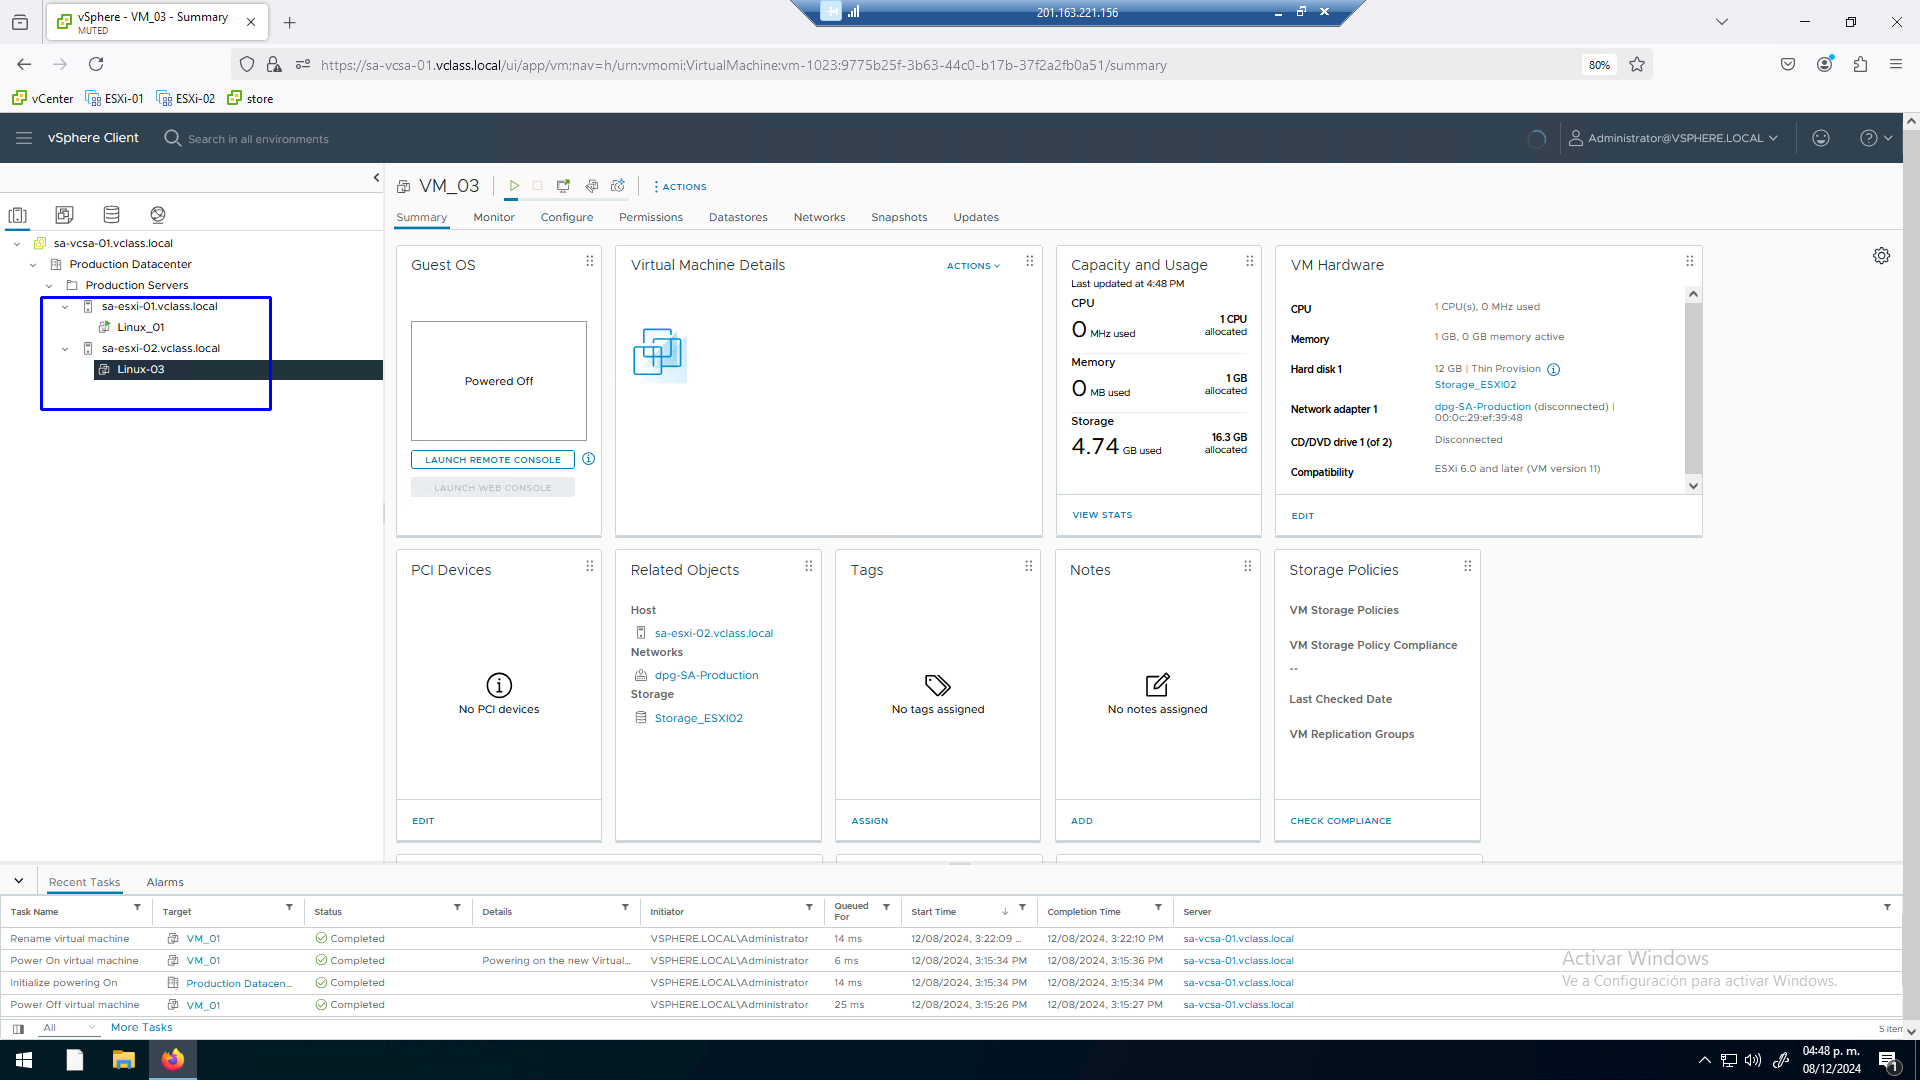 vSphere - VM_03 - Summary
MUTED
201.163.221.156
https://sa-vcsa-01.vclass.local/ui/app/vm;nav=h/urn:vmomi:VirtualMachine:vm-1023:9775b25f-3b63-44c0-b17b-37f2a2fb0a51/summary
80%
vCenter
ESXi-01
ESXi-02
store
vSphere Client
Search in all environments
Administrator@VSPHERE.LOCAL
sa-vcsa-01.vclass.local
Production Datacenter
Production Servers
sa-esxi-01.vclass.local
Linux_01
sa-esxi-02.vclass.local
Linux-03
VM_03
ACTIONS
Summary
Monitor
Configure
Permissions
Datastores
Networks
Snapshots
Updates
Guest OS
Powered Off
LAUNCH REMOTE CONSOLE
LAUNCH WEB CONSOLE
Virtual Machine Details
ACTIONS
Capacity and Usage
Last updated at 4:48 PM
CPU
0 MHz used
1 CPU
allocated
Memory
0 MB used
1 GB
allocated
Storage
4.74 GB used
16.3 GB
allocated
VIEW STATS
VM Hardware
CPU
1 CPU(s), 0 MHz used
Memory
1 GB, 0 GB memory active
Hard disk 1
12 GB | Thin Provision
Storage_ESXI02
Network adapter 1
dpg-SA-Production (disconnected) |
00:0c:29:ef:39:48
CD/DVD drive 1 (of 2)
Disconnected
Compatibility
ESXi 6.0 and later (VM version 11)
EDIT
PCI Devices
No PCI devices
EDIT
Related Objects
Host
sa-esxi-02.vclass.local
Networks
dpg-SA-Production
Storage
Storage_ESXI02
Tags
No tags assigned
ASSIGN
Notes
No notes assigned
ADD
Storage Policies
VM Storage Policies
VM Storage Policy Compliance
--
Last Checked Date
VM Replication Groups
CHECK COMPLIANCE
Recent Tasks
Alarms
Task Name
Target
Status
Details
Initiator
Queued
For
Start Time
Completion Time
Server
Rename virtual machine VM_01 Completed VSPHERE.LOCAL\Administrator 14 ms 12/08/2024, 3:22:09 ... 12/08/2024, 3:22:10 PM sa-vcsa-01.vclass.local
Power On virtual machine VM_01 Completed Powering on the new Virtual... VSPHERE.LOCAL\Administrator 6 ms 12/08/2024, 3:15:34 PM 12/08/2024, 3:15:36 PM sa-vcsa-01.vclass.local
Initialize powering On Production Datacen... Completed VSPHERE.LOCAL\Administrator 14 ms 12/08/2024, 3:15:34 PM 12/08/2024, 3:15:34 PM sa-vcsa-01.vclass.local
Power Off virtual machine VM_01 Completed VSPHERE.LOCAL\Administrator 25 ms 12/08/2024, 3:15:26 PM 12/08/2024, 3:15:27 PM sa-vcsa-01.vclass.local
Activar Windows
Ve a Configuración para activar Windows.
All
More Tasks
5 item
04:48 p. m.
08/12/2024
1